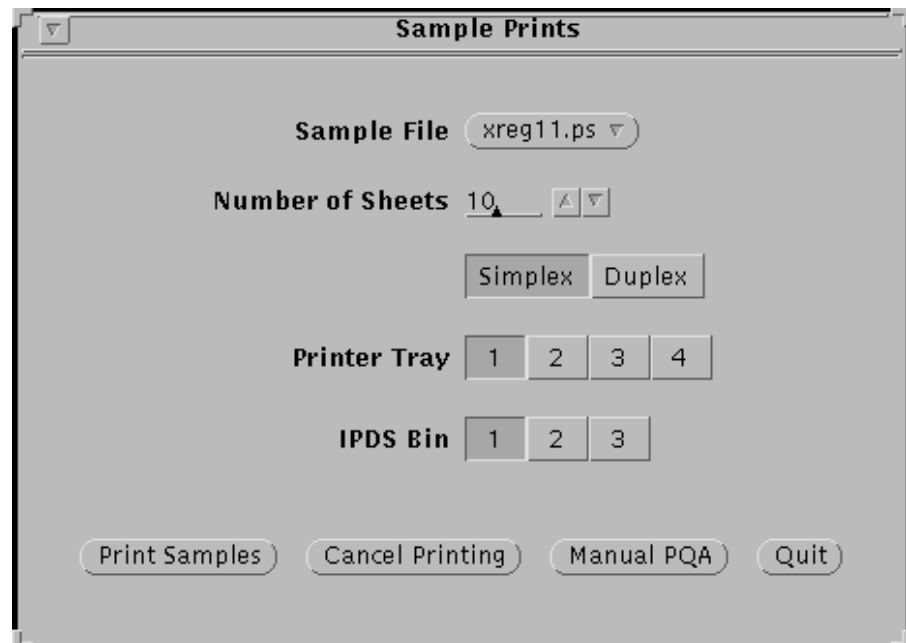 Sample Prints
Sample File xreg11.ps
Number of Sheets 10
Simplex Duplex
Printer Tray 1 2 3 4
IPDS Bin 1 2 3
Print Samples Cancel Printing Manual PQA Quit